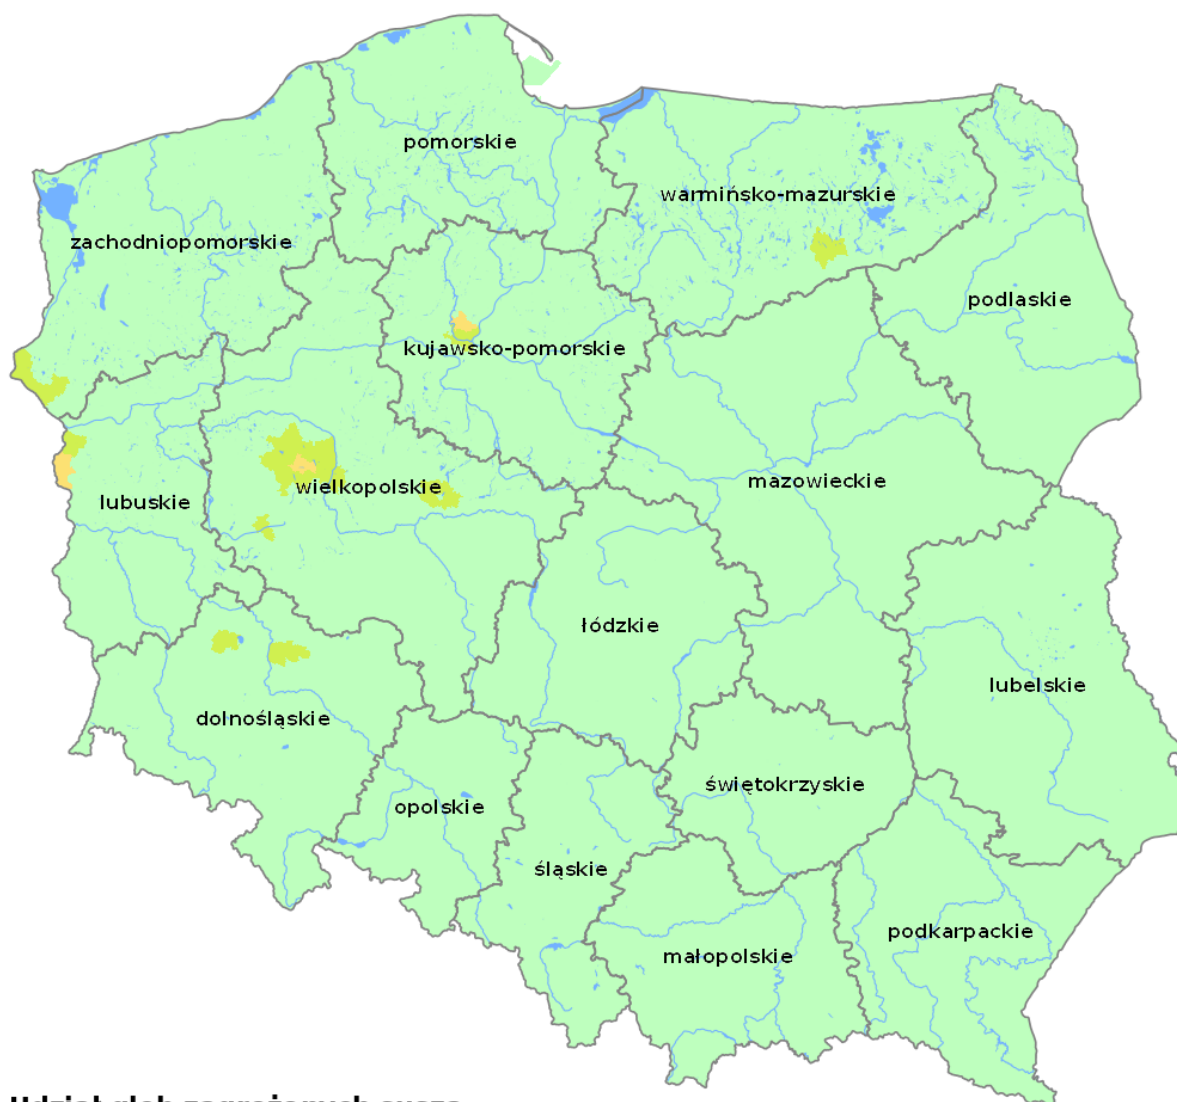 pomorskie
warmińsko-mazurskie
zachodniopomorskie
podlaskie
kujawsko-pomorskie
mazowieckie
wielkopolskie
lubuskie
łódzkie
lubelskie
dolnośląskie
świętokrzyskie
opolskie
śląskie
podkarpackie
małopolskie